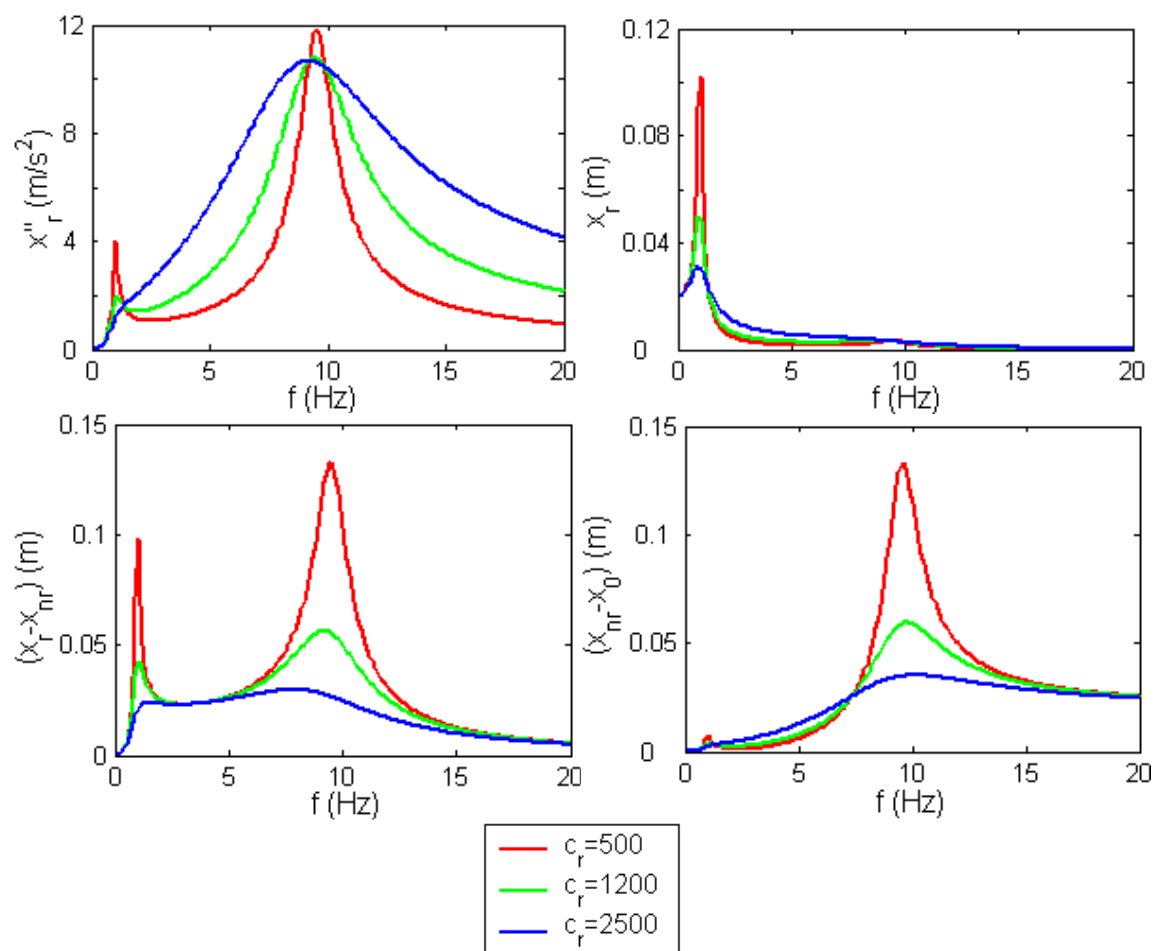 12
8
4
0
x''r (m/s2)
0 5 10 15 20
f (Hz)
0.12
0.08
0.04
0
xr (m)
0 5 10 15 20
f (Hz)
0.15
0.1
0.05
0
(xr-xnr) (m)
0 5 10 15 20
f (Hz)
0.15
0.1
0.05
0
(xnr-x0) (m)
0 5 10 15 20
f (Hz)
cr=500
cr=1200
cr=2500